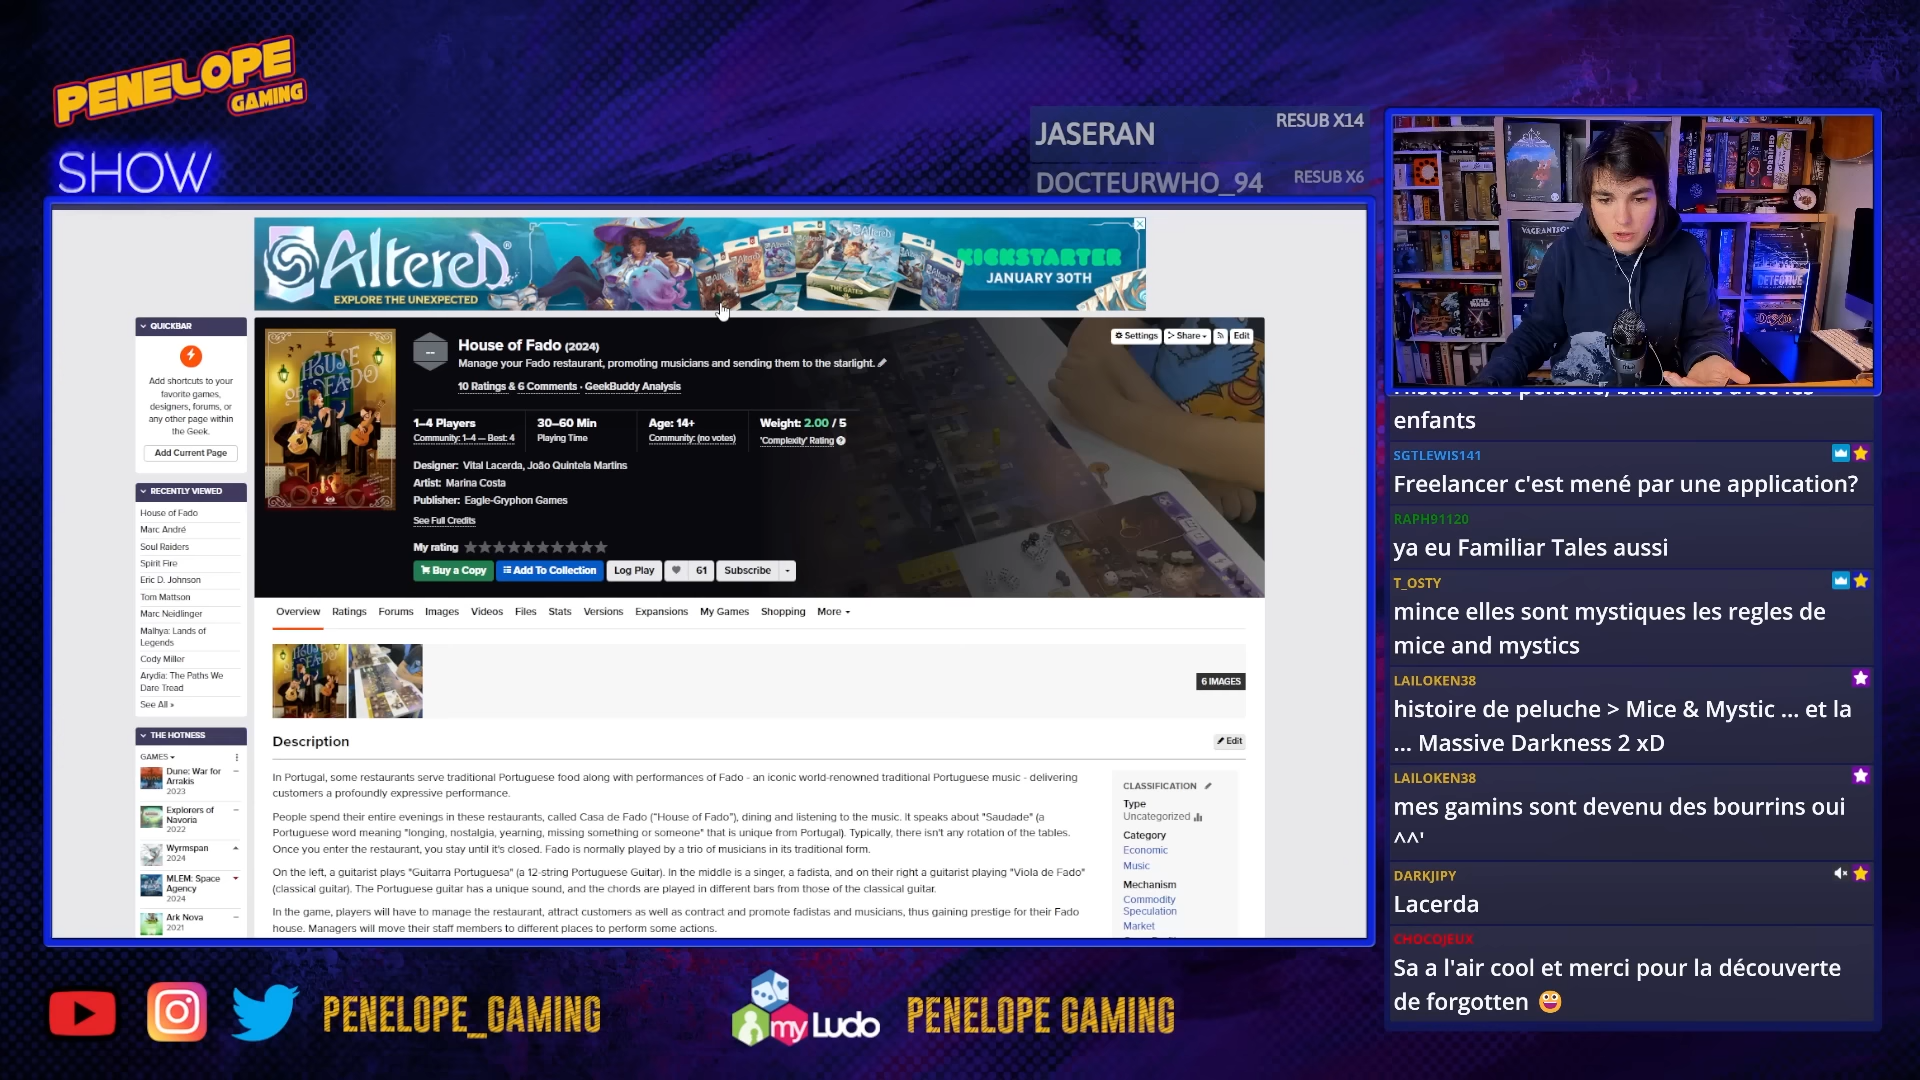 PENELOPE
GAMING
SHOW
JASERAN
RESUB X14
DOCTEURWHO_94
RESUB X6
Altered
EXPLORE THE UNEXPECTED
THE GATES
KICKSTARTER
JANUARY 30TH
QUICKBAR
Add shortcuts to your
favorite games,
designers, forums, or
any other page within
the Geek.
Add Current Page
RECENTLY VIEWED
House of Fado
Marc André
Soul Raiders
Spirit Fire
Eric D. Johnson
Tom Mattson
Marc Neidlinger
Malhya: Lands of
Legends
Cody Miller
Arydia: The Paths We
Dare Tread
See All »
THE HOTNESS
GAMES
Dune: War for
Arrakis
2023
Explorers of
Navoria
2022
Wyrmspan
2024
MLEM: Space
Agency
2024
Ark Nova
2021
HOUSE
OF FADO
--
House of Fado (2024)
Manage your Fado restaurant, promoting musicians and sending them to the starlight.
10 Ratings & 6 Comments · GeekBuddy Analysis
Settings
Share
Edit
1–4 Players
Community: 1–4 — Best: 4
30–60 Min
Playing Time
Age: 14+
Community: (no votes)
Weight: 2.00 / 5
'Complexity' Rating
Designer: Vital Lacerda, João Quintela Martins
Artist: Marina Costa
Publisher: Eagle-Gryphon Games
See Full Credits
My rating
Buy a Copy
Add To Collection
Log Play
61
Subscribe
Overview Ratings Forums Images Videos Files Stats Versions Expansions My Games Shopping More
6 IMAGES
Description
Edit
In Portugal, some restaurants serve traditional Portuguese food along with performances of Fado - an iconic world-renowned traditional Portuguese music - delivering
customers a profoundly expressive performance.
People spend their entire evenings in these restaurants, called Casa de Fado ("House of Fado"), dining and listening to the music. It speaks about "Saudade" (a
Portuguese word meaning "longing, nostalgia, yearning, missing something or someone" that is unique from Portugal). Typically, there isn't any rotation of the tables.
Once you enter the restaurant, you stay until it's closed. Fado is normally played by a trio of musicians in its traditional form.
On the left, a guitarist plays "Guitarra Portuguesa" (a 12-string Portuguese Guitar). In the middle is a singer, a fadista, and on their right a guitarist playing "Viola de Fado"
(classical guitar). The Portuguese guitar has a unique sound, and the chords are played in different bars from those of the classical guitar.
In the game, players will have to manage the restaurant, attract customers as well as contract and promote fadistas and musicians, thus gaining prestige for their Fado
house. Managers will move their staff members to different places to perform some actions.
CLASSIFICATION
Type
Uncategorized
Category
Economic
Music
Mechanism
Commodity
Speculation
Market
VAGRANTSONG
HORRIFIED
DETECTIVE
STAR
WARS
enfants
SGTLEWIS141
Freelancer c'est mené par une application?
RAPH91120
ya eu Familiar Tales aussi
T_OSTY
mince elles sont mystiques les regles de
mice and mystics
LAILOKEN38
histoire de peluche > Mice & Mystic ... et la
... Massive Darkness 2 xD
LAILOKEN38
mes gamins sont devenu des bourrins oui
^^'
DARKJIPY
Lacerda
CHOCOJEUX
Sa a l'air cool et merci pour la découverte
de forgotten
PENELOPE_GAMING
myLudo
PENELOPE GAMING